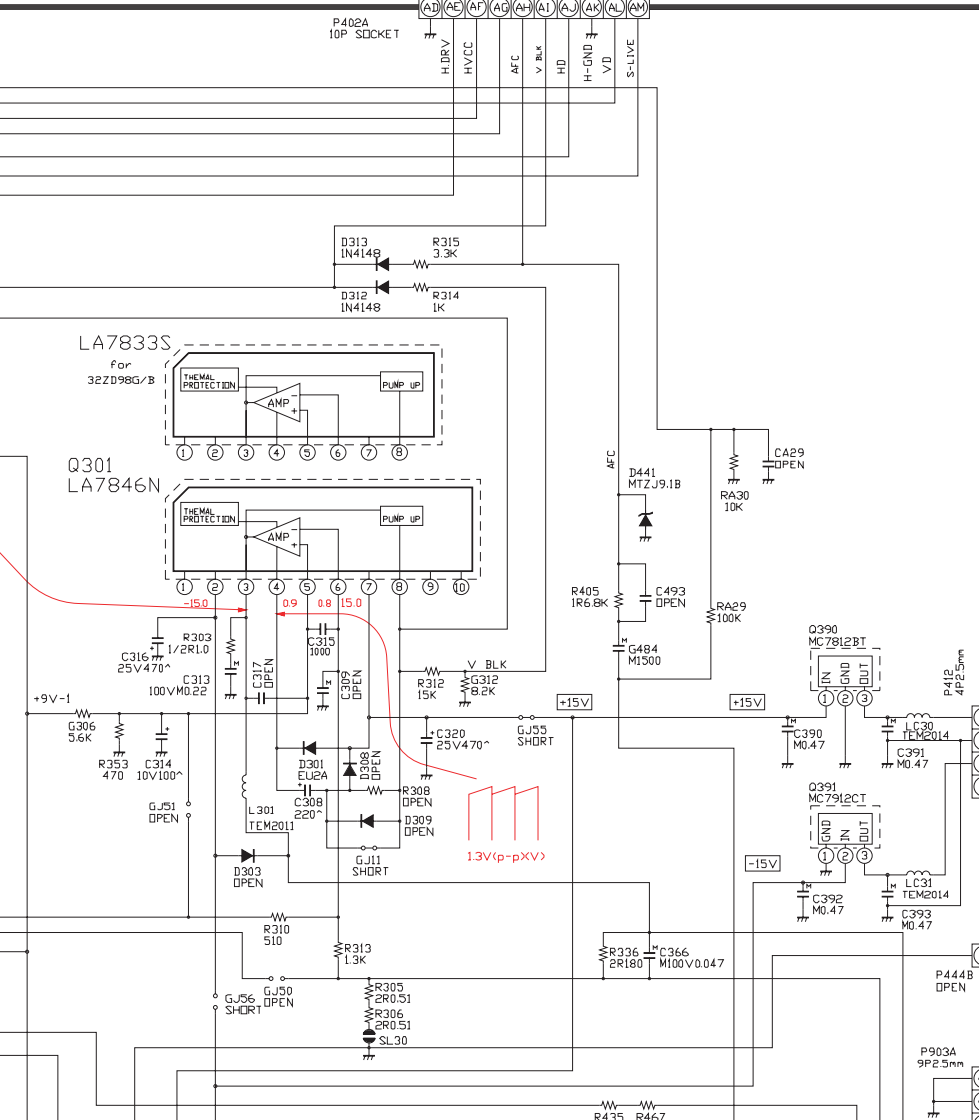 AD AE AF AG AH AI AJ AK AL AM
P402A
10P SOCKET
H.DRV
HVCC
AFC
V BLK
HD
H-GND
VD
S-LIVE
D313
1N4148
R315
3.3K
D312
1N4148
R314
1K
LA7833S
for
32ZD98G/B
THEMAL
PROTECTION
AMP
-
+
PUMP UP
1 2 3 4 5 6 7 8
Q301
LA7846N
THEMAL
PROTECTION
AMP
-
+
PUMP UP
1 2 3 4 5 6 7 8 9 10
-15.0
0.9
0.8
15.0
AFC
D441
MTZJ9.1B
CA29
OPEN
RA30
10K
R405
1R6.8K
C493
OPEN
RA29
100K
G484
M1500
M
C316
25V470^
R303
1/2R1.0
C313
100VM0.22
M
C317
OPEN
C315
1000
C309
OPEN
M
V BLK
R312
15K
G312
8.2K
+9V-1
G306
5.6K
R353
470
C314
10V100^
GJ51
OPEN
L301
TEM2011
D301
EU2A
D308
OPEN
C308
220^
R308
OPEN
D309
OPEN
GJ11
SHORT
C320
25V470^
GJ55
SHORT
+15V
+15V
1.3V(p-pXV)
D303
OPEN
R310
510
R313
1.3K
GJ50
OPEN
GJ56
SHORT
R305
2R0.51
R306
2R0.51
SL30
R336
2R180
C366
M100V0.047
M
Q390
MC7812BT
IN
GND
OUT
1 2 3
P412
4P2.5mm
C390
M0.47
M
LC30
TEM2014
C391
M0.47
M
Q391
MC7912CT
GND
IN
OUT
1 2 3
-15V
C392
M0.47
M
LC31
TEM2014
C393
M0.47
M
P444B
OPEN
P903A
9P2.5mm
R435
R467